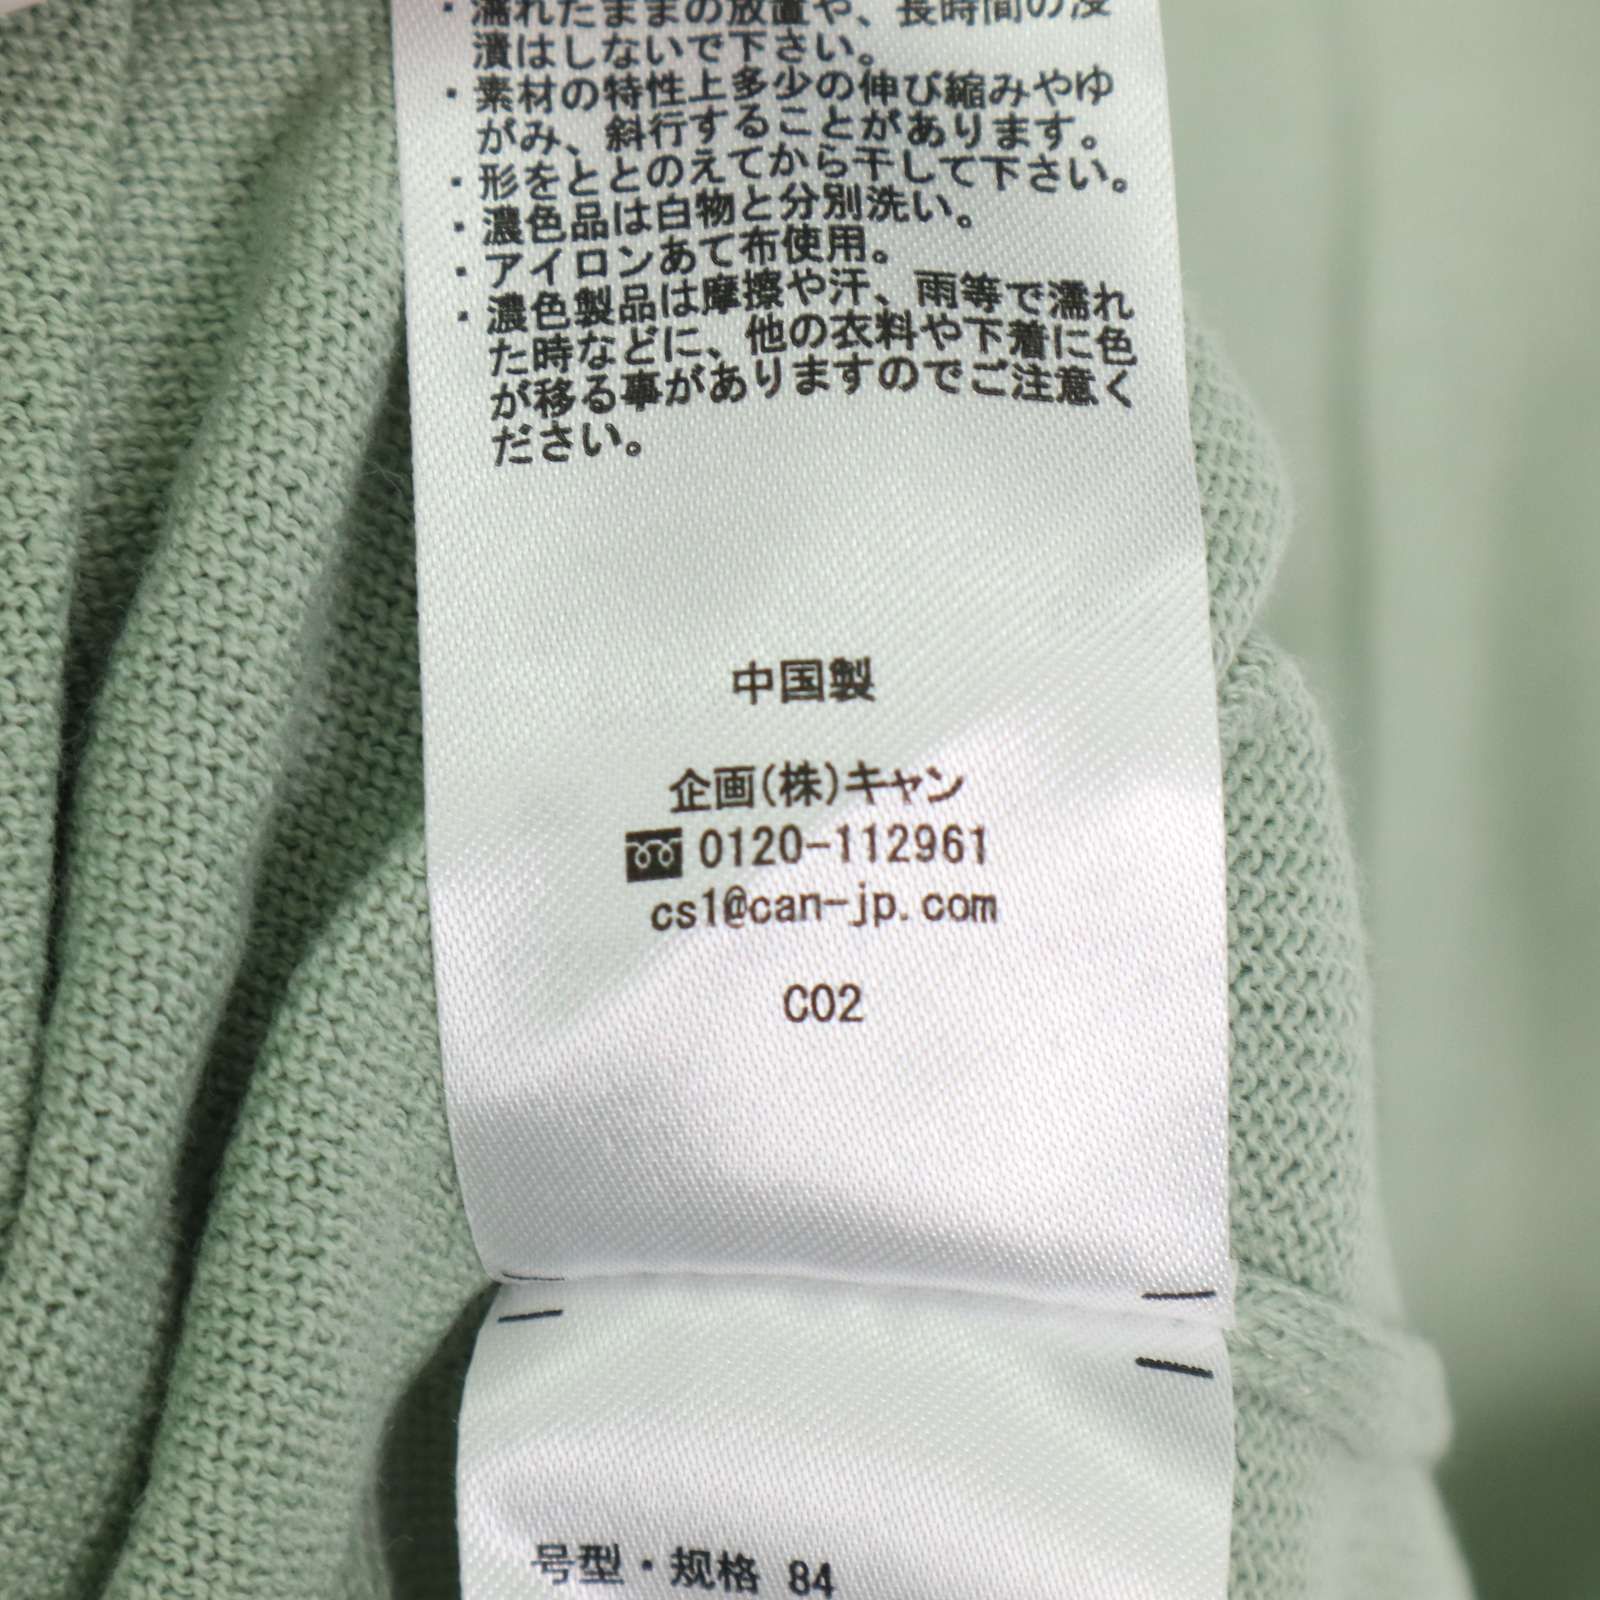 ・濡れたままの放置や、長時間の浸
漬はしないで下さい。
・素材の特性上多少の伸び縮みやゆ
がみ、斜行することがあります。
・形をととのえてから干して下さい。
・濃色品は白物と分別洗い。
・アイロンあて布使用。
・濃色製品は摩擦や汗、雨等で濡れ
た時などに、他の衣料や下着に色
が移る事がありますのでご注意く
ださい。
中国製
企画(株)キャン
0120-112961
cs1@can-jp.com
C02
号型・规格 84